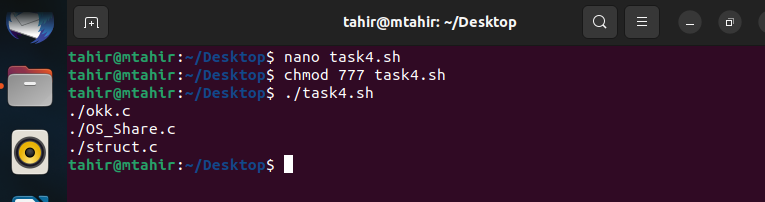 tahir@mtahir: ~/Desktop
tahir@mtahir:~/Desktop$ nano task4.sh
tahir@mtahir:~/Desktop$ chmod 777 task4.sh
tahir@mtahir:~/Desktop$ ./task4.sh
./okk.c
./OS_Share.c
./struct.c
tahir@mtahir:~/Desktop$